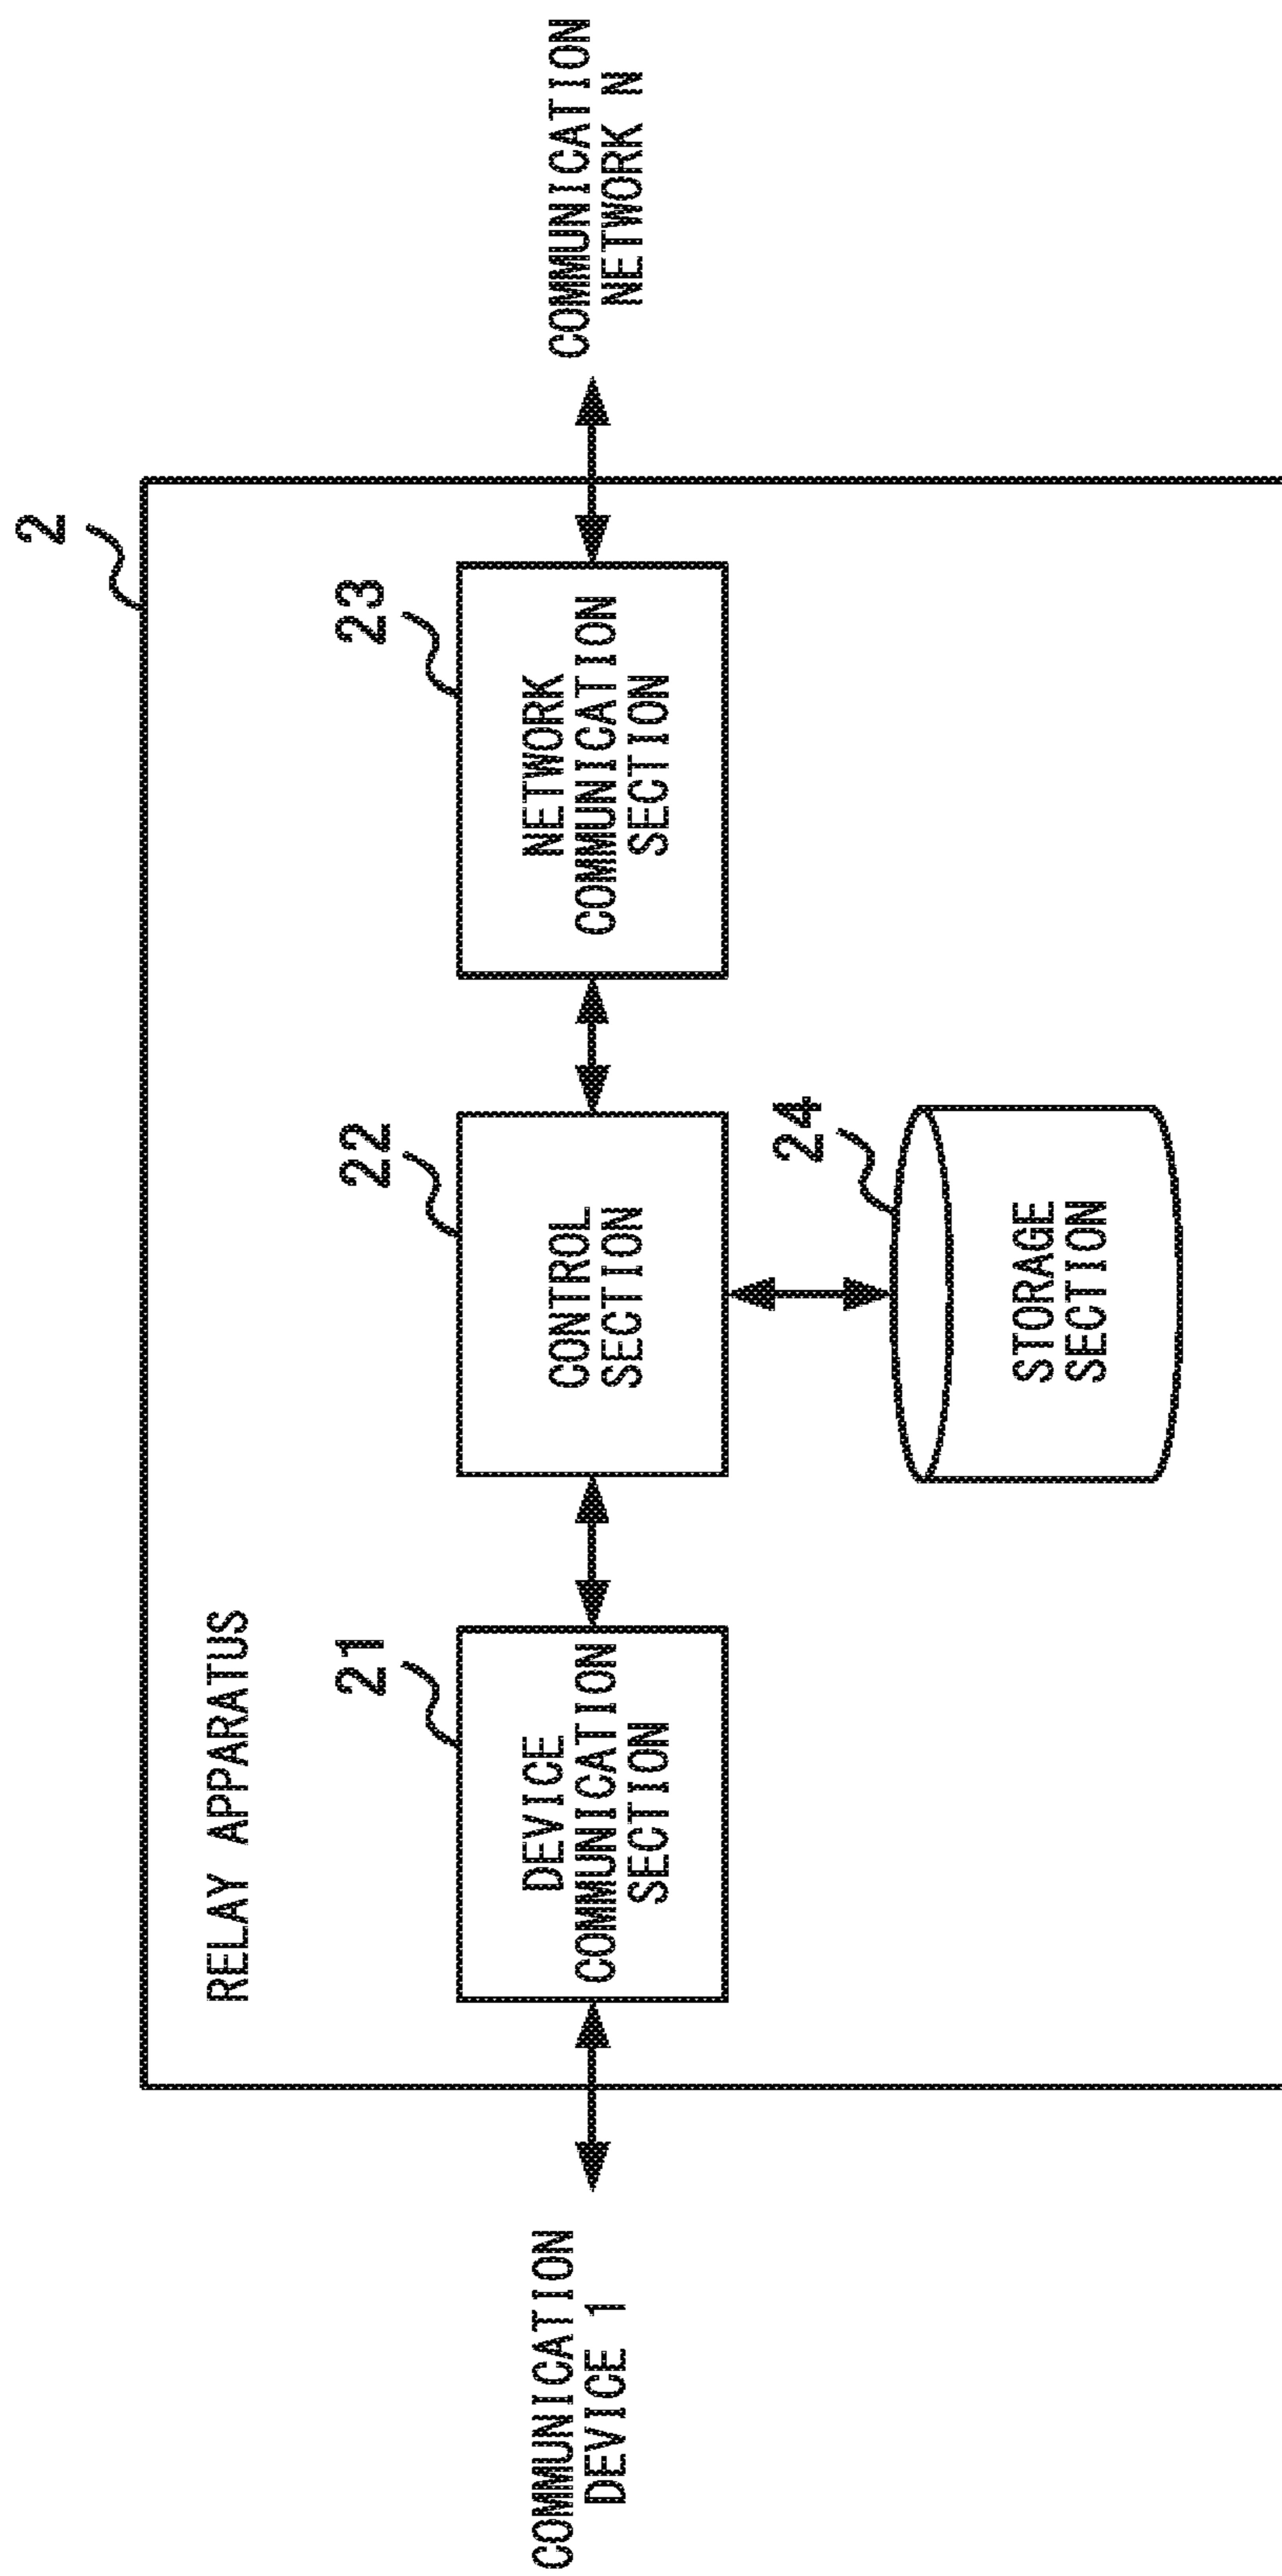 2
RELAY APPARATUS
21
22
23
COMMUNICATION
DEVICE 1
DEVICE
COMMUNICATION
SECTION
CONTROL
SECTION
NETWORK
COMMUNICATION
SECTION
COMMUNICATION
NETWORK N
24
STORAGE
SECTION